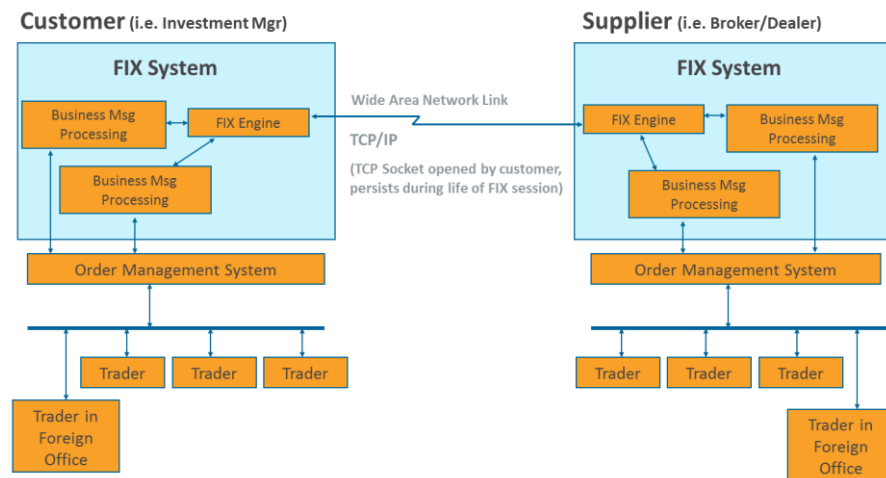 Customer (i.e. Investment Mgr)
FIX System
Business Msg
Processing
FIX Engine
Business Msg
Processing
Order Management System
Trader
Trader
Trader
Trader in
Foreign
Office
Wide Area Network Link
TCP/IP
(TCP Socket opened by customer,
persists during life of FIX session)
Supplier (i.e. Broker/Dealer)
FIX System
FIX Engine
Business Msg
Processing
Business Msg
Processing
Order Management System
Trader
Trader
Trader
Trader in
Foreign
Office